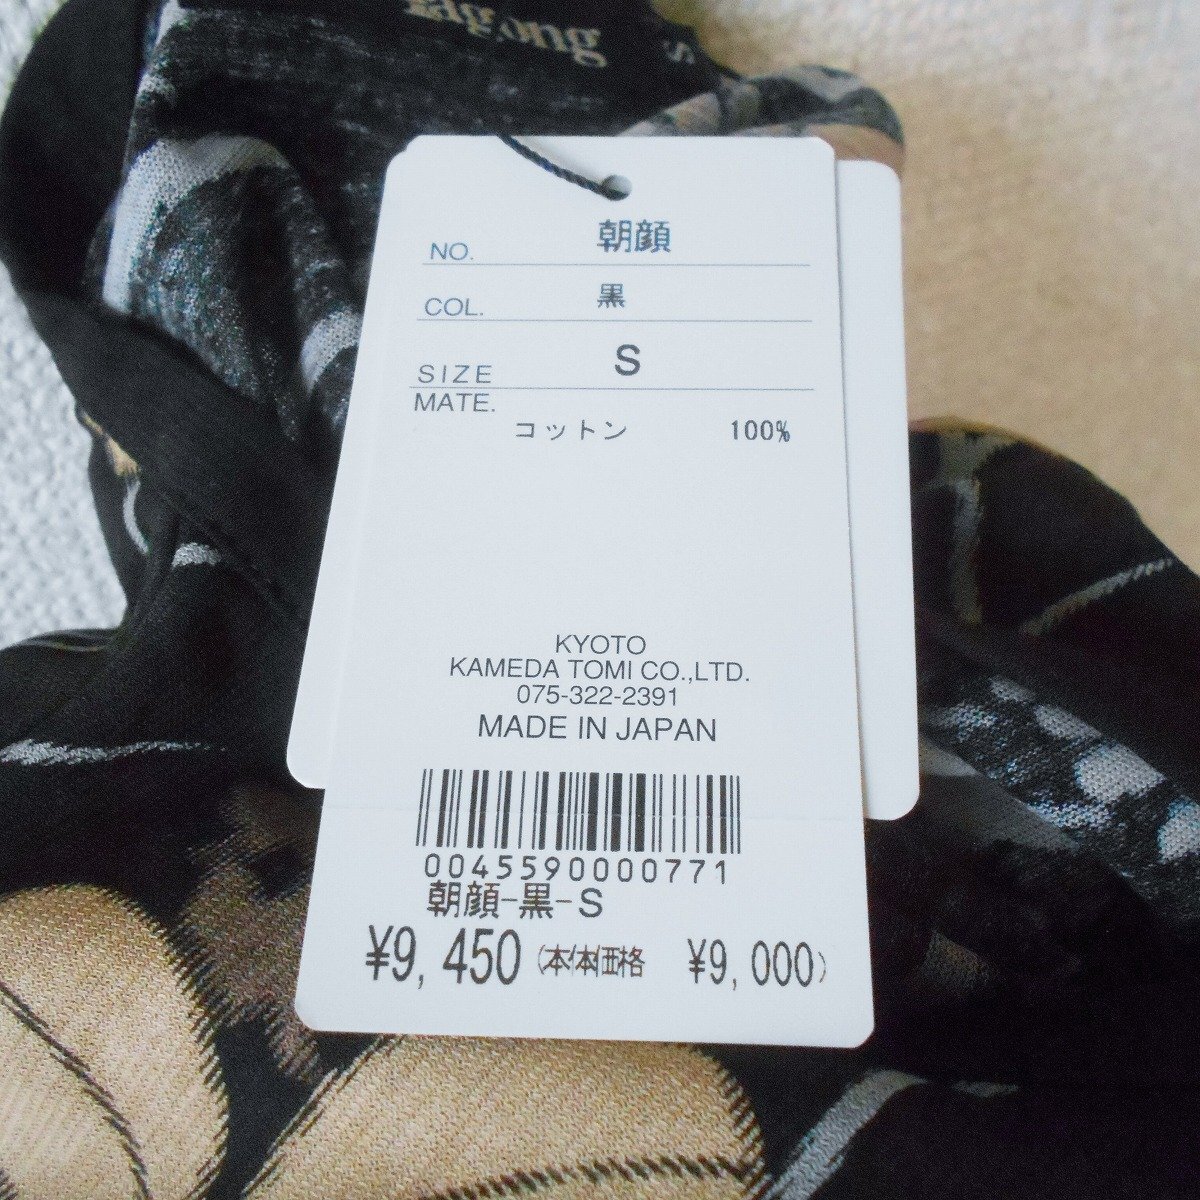 Pagong
S
NO. 朝顔
COL. 黒
SIZE S
MATE.
コットン 100%
KYOTO
KAMEDA TOMI CO.,LTD.
075-322-2391
MADE IN JAPAN
0045590000771
朝顔-黒-S
¥9,450 (本体価格 ¥9,000)